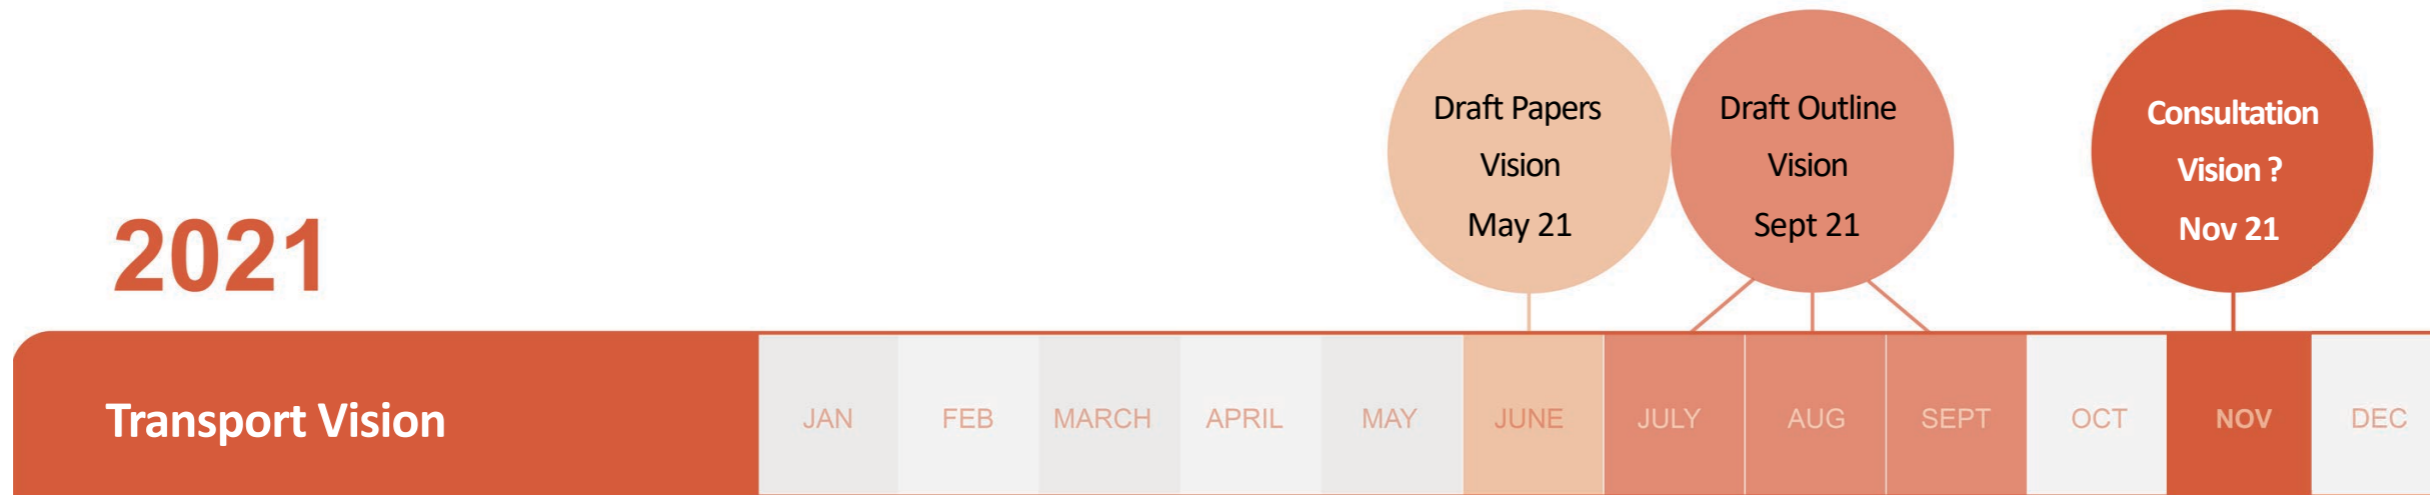 Draft Papers
Vision
May 21
Draft Outline
Vision
Sept 21
Consultation
Vision ?
Nov 21
2021
Transport Vision
JAN
FEB
MARCH
APRIL
MAY
JUNE
JULY
AUG
SEPT
OCT
NOV
DEC